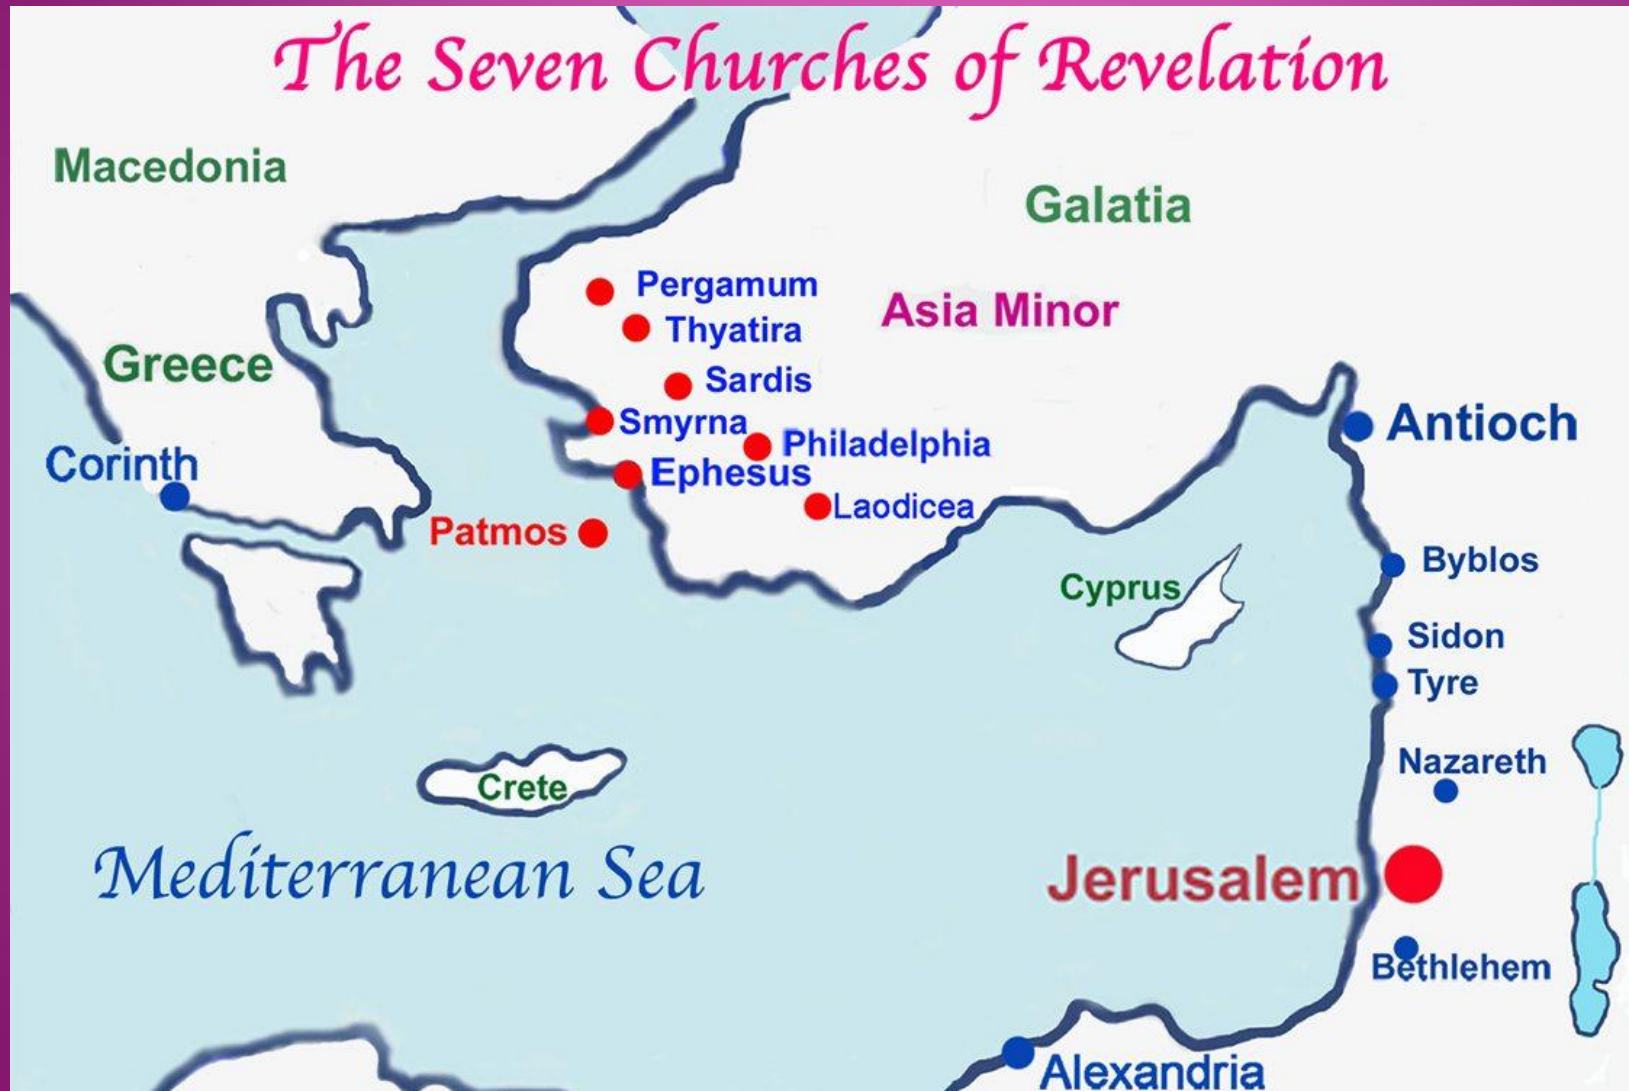 The Seven Churches of Revelation
Macedonia
Galatia
Pergamum
Asia Minor
Thyatira
Greece
Sardis
Smyrna
Antioch
Philadelphia
Corinth
Ephesus
Laodicea
Patmos
Byblos
Cyprus
Sidon
Tyre
Nazareth
Crete
Mediterranean Sea
Jerusalem
Bethlehem
Alexandria